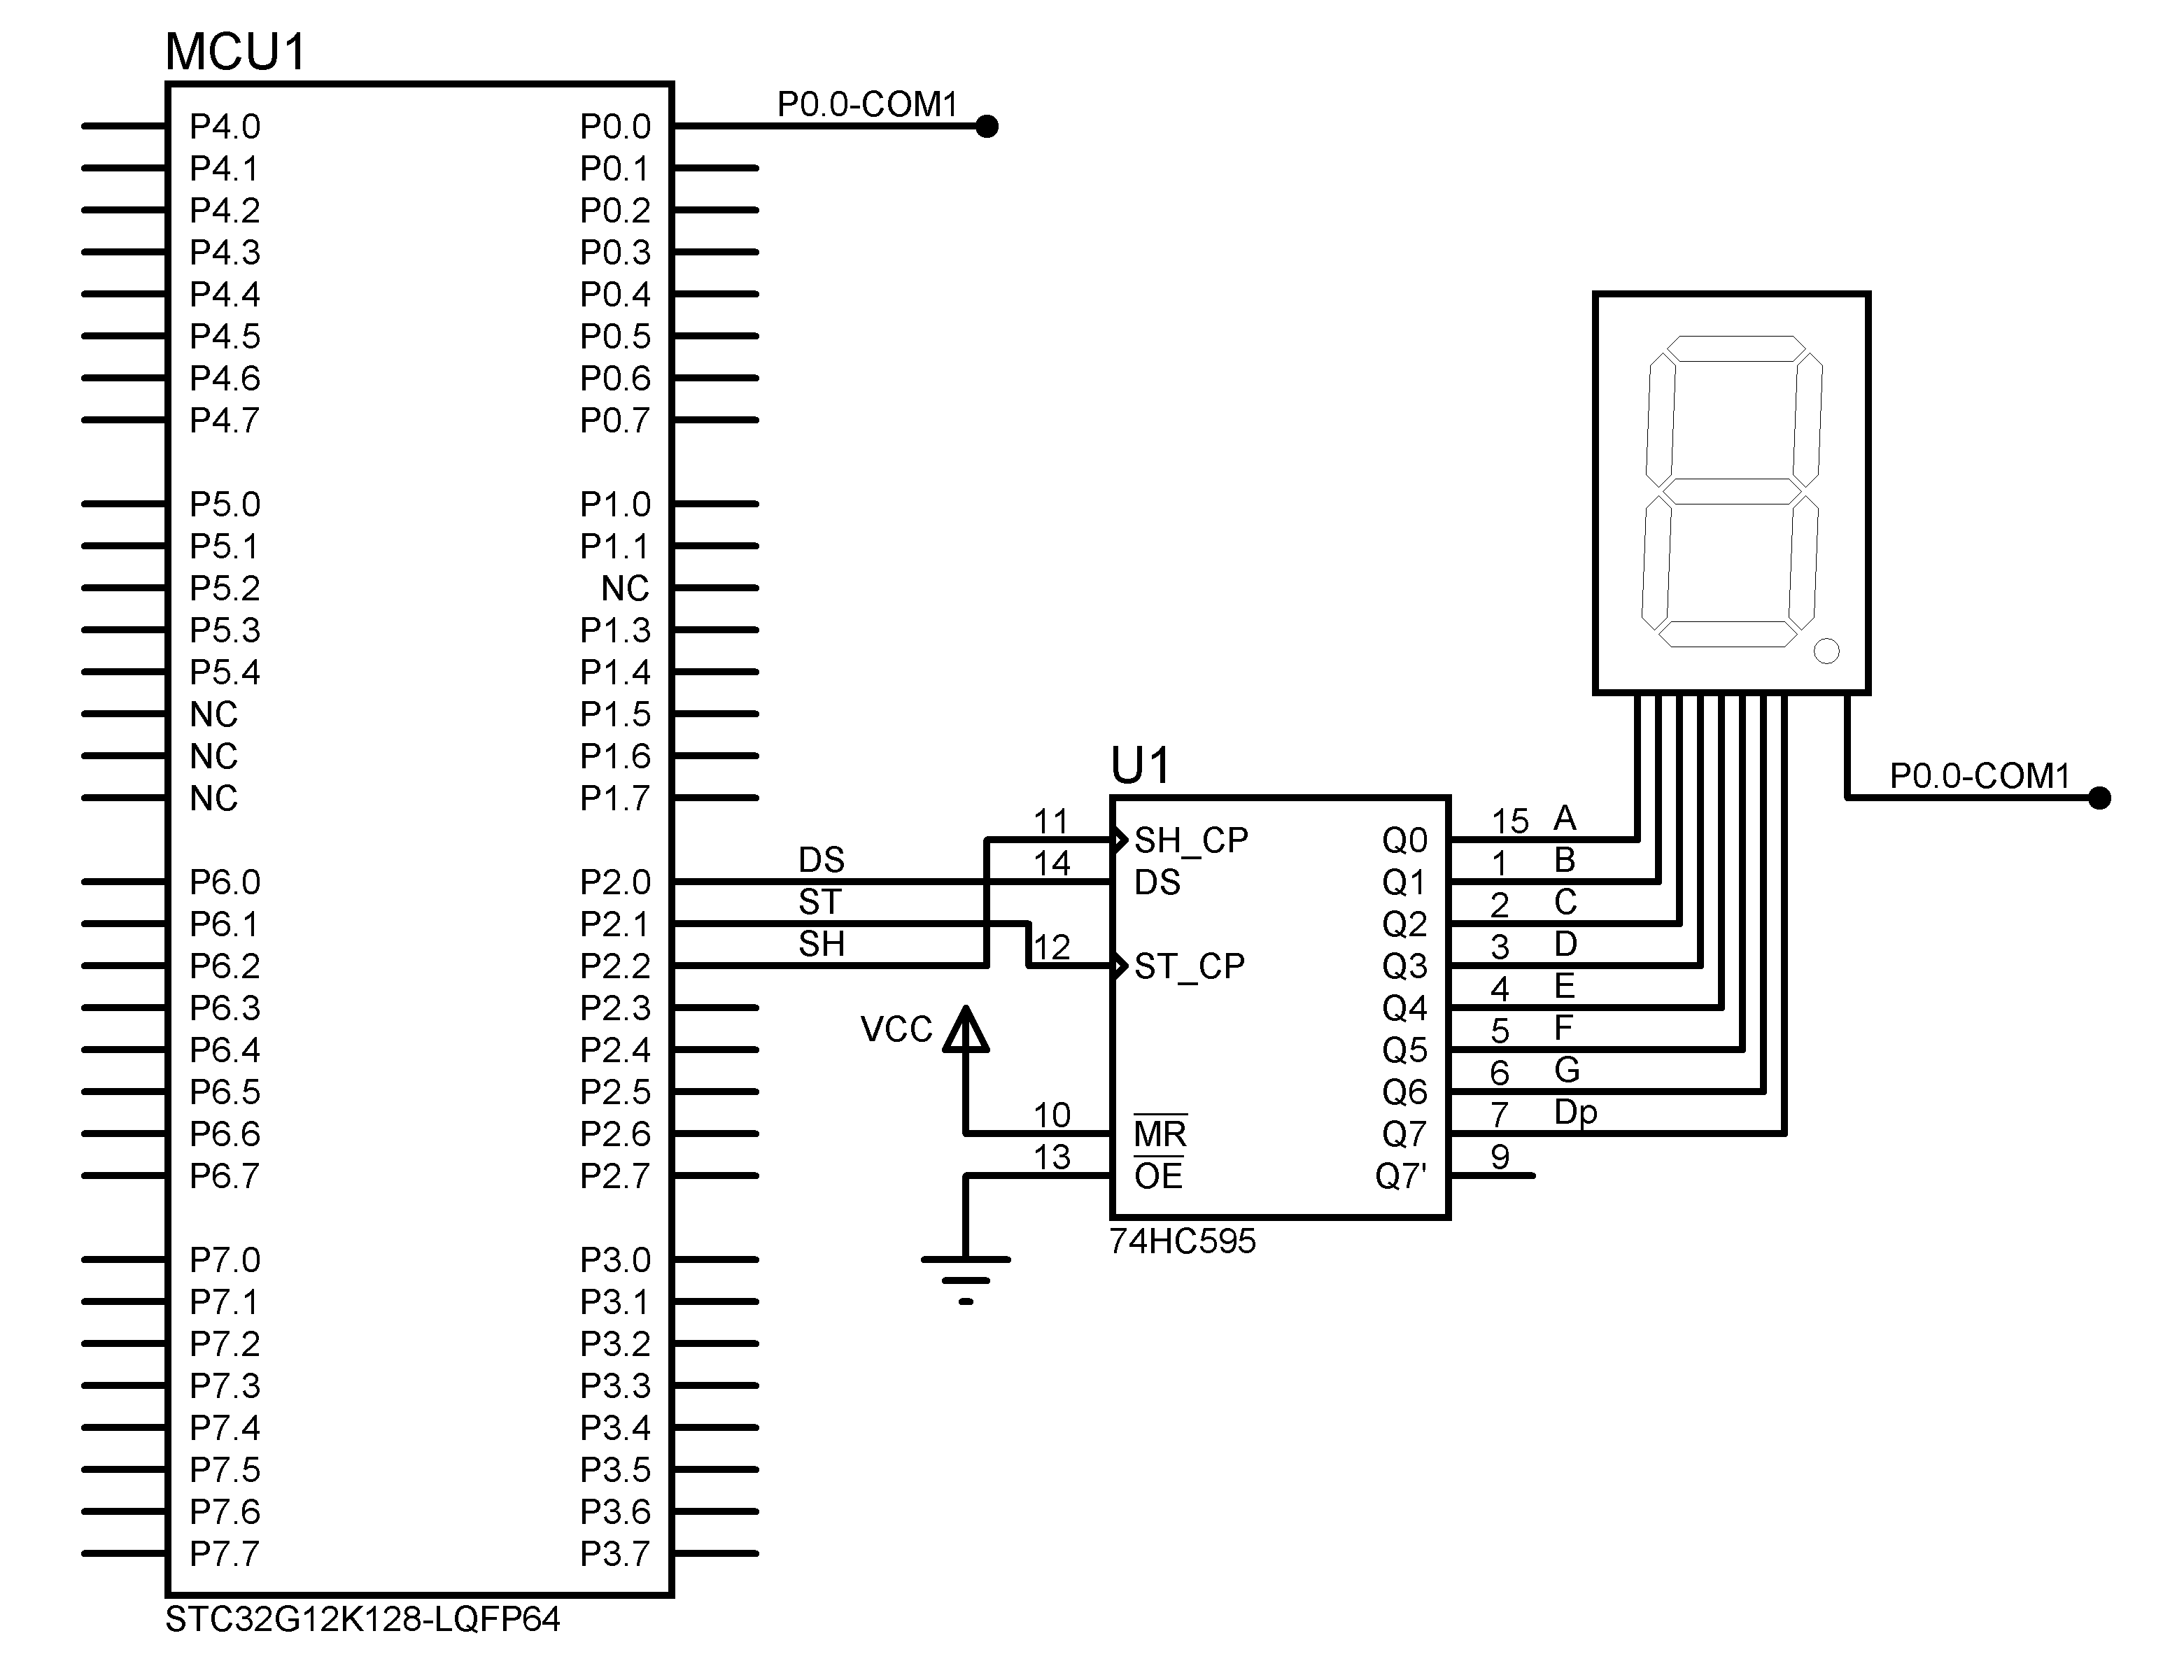 MCU1
P4.0 P0.0 P0.0-COM1
P4.1 P0.1
P4.2 P0.2
P4.3 P0.3
P4.4 P0.4
P4.5 P0.5
P4.6 P0.6
P4.7 P0.7
P5.0 P1.0
P5.1 P1.1
P5.2 NC
P5.3 P1.3
P5.4 P1.4
NC P1.5
NC P1.6
NC P1.7
P6.0 P2.0 DS
P6.1 P2.1 ST
P6.2 P2.2 SH
P6.3 P2.3
P6.4 P2.4
P6.5 P2.5
P6.6 P2.6
P6.7 P2.7
P7.0 P3.0
P7.1 P3.1
P7.2 P3.2
P7.3 P3.3
P7.4 P3.4
P7.5 P3.5
P7.6 P3.6
P7.7 P3.7
STC32G12K128-LQFP64
U1
11 SH_CP Q0 15 A
14 DS Q1 1 B
Q2 2 C
12 ST_CP Q3 3 D
Q4 4 E
VCC
Q5 5 F
Q6 6 G
10 MR Q7 7 Dp
13 OE Q7' 9
74HC595
P0.0-COM1